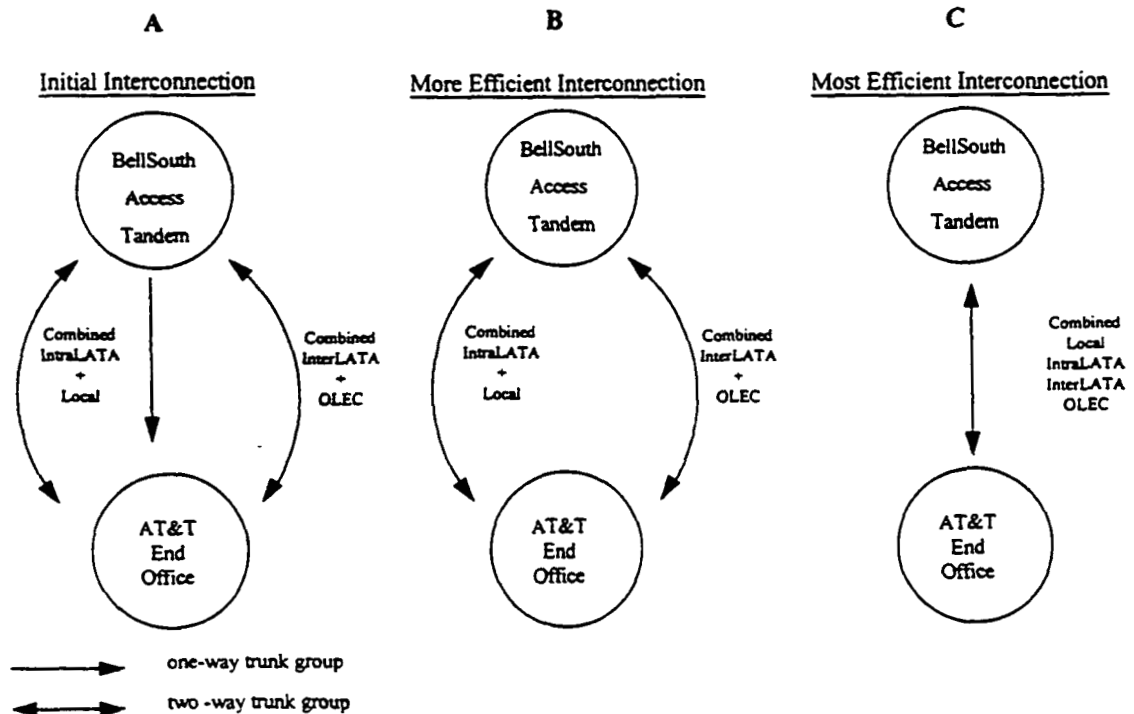 A
Initial Interconnection
BellSouth
Access
Tandem
Combined
IntraLATA
+
Local
Combined
InterLATA
+
OLEC
AT&T
End
Office
B
More Efficient Interconnection
BellSouth
Access
Tandem
Combined
IntraLATA
+
Local
Combined
InterLATA
+
OLEC
AT&T
End
Office
C
Most Efficient Interconnection
BellSouth
Access
Tandem
Combined
Local
IntraLATA
InterLATA
OLEC
AT&T
End
Office
one-way trunk group
two -way trunk group